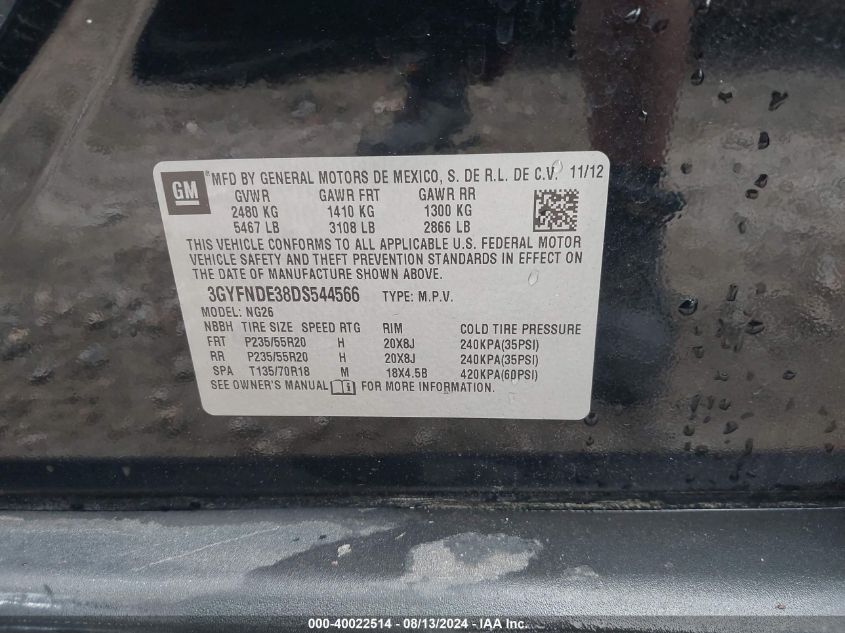 GM
MFD BY GENERAL MOTORS DE MEXICO, S. DE R.L. DE C.V. 11/12
GVWR GAWR FRT GAWR RR
2480 KG 1410 KG 1300 KG
5467 LB 3108 LB 2866 LB
THIS VEHICLE CONFORMS TO ALL APPLICABLE U.S. FEDERAL MOTOR
VEHICLE SAFETY AND THEFT PREVENTION STANDARDS IN EFFECT ON
THE DATE OF MANUFACTURE SHOWN ABOVE.
3GYFNDE38DS544566 TYPE: M.P.V.
MODEL: NG26
NBBH TIRE SIZE SPEED RTG RIM COLD TIRE PRESSURE
FRT P235/55R20 H 20X8J 240KPA(35PSI)
RR P235/55R20 H 20X8J 240KPA(35PSI)
SPA T135/70R18 M 18X4.5B 420KPA(60PSI)
SEE OWNER'S MANUAL FOR MORE INFORMATION.
000-40022514 - 08/13/2024 - IAA Inc.